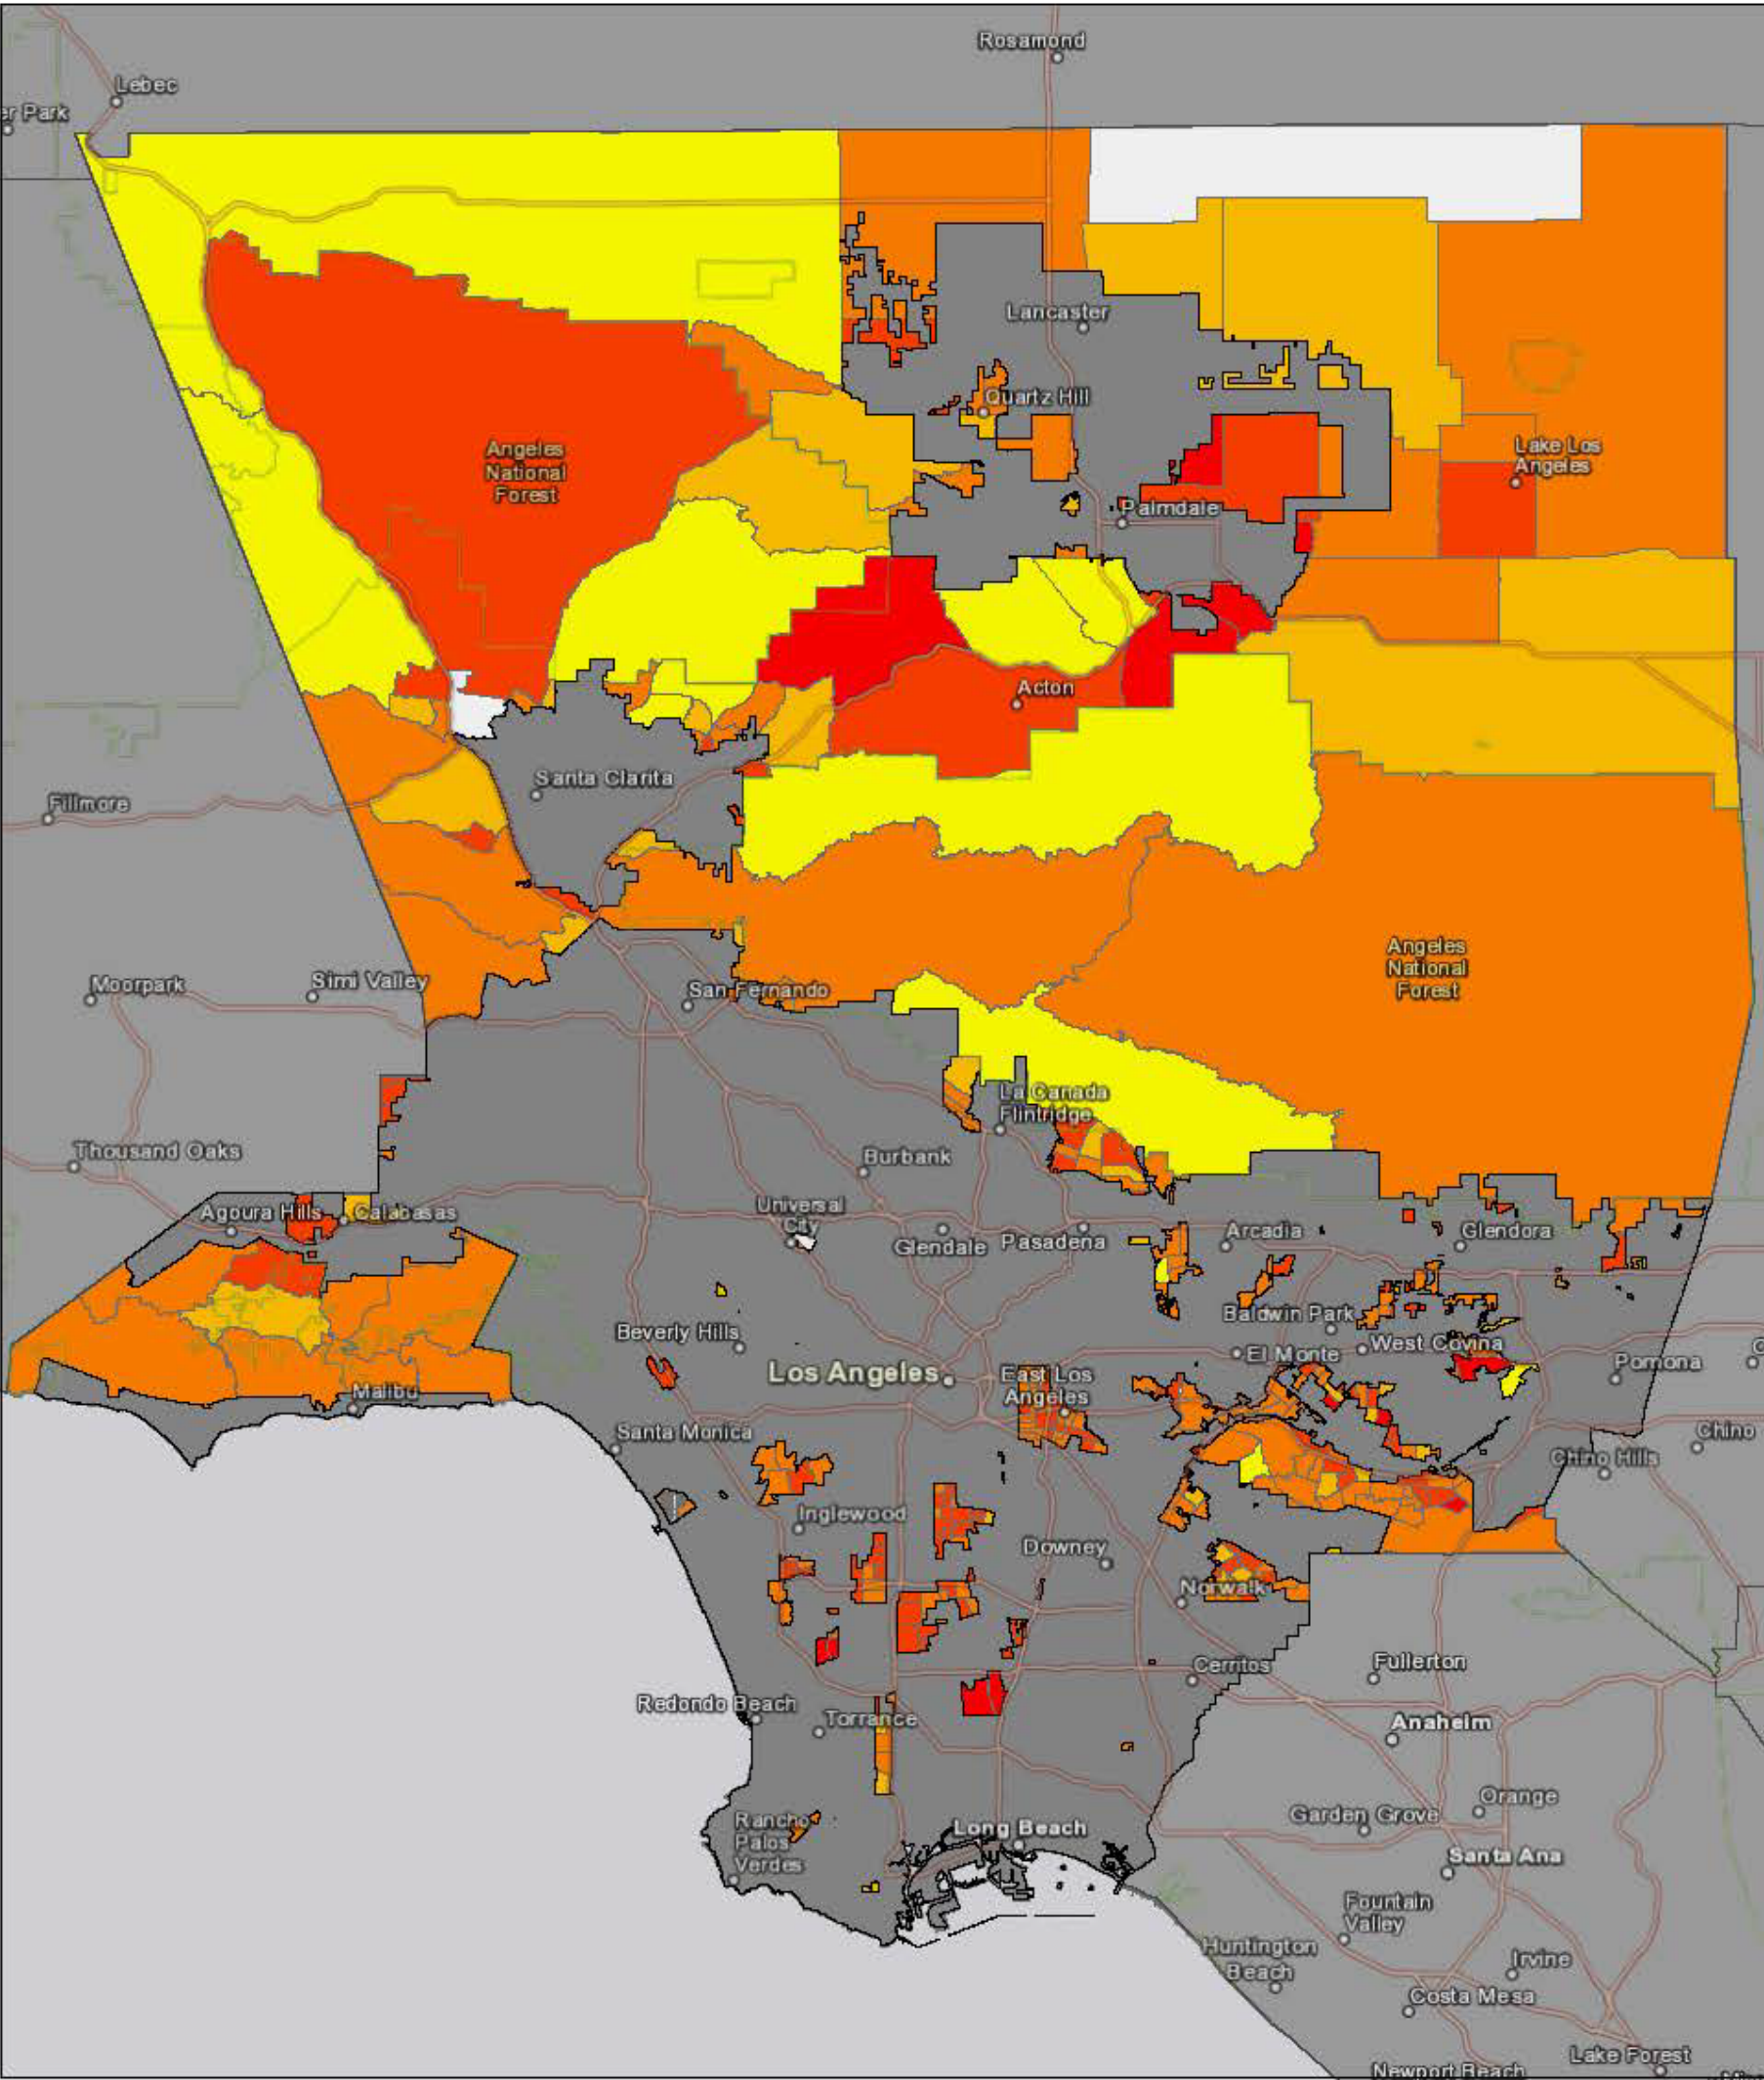 Rosamond
Lebec
er Park
Lancaster
Quartz Hill
Angeles
National
Forest
Lake Los
Angeles
Palmdale
Acton
Santa Clarita
Fillmore
Angeles
National
Forest
Moorpark
Simi Valley
San Fernando
La Canada
Flintridge
Thousand Oaks
Burbank
Agoura Hills
Calabasas
Universal
City
Glendale
Pasadena
Arcadia
Glendora
Baldwin Park
Beverly Hills
El Monte
West Covina
Los Angeles
East Los
Angeles
Pomona
Malibu
Santa Monica
Chino
Chino Hills
Inglewood
Downey
Norwalk
Cerritos
Fullerton
Redondo Beach
Torrance
Anaheim
Orange
Garden Grove
Rancho
Palos
Verdes
Long Beach
Santa Ana
Fountain
Valley
Huntington
Beach
Irvine
Costa Mesa
Lake Forest
Newport Beach